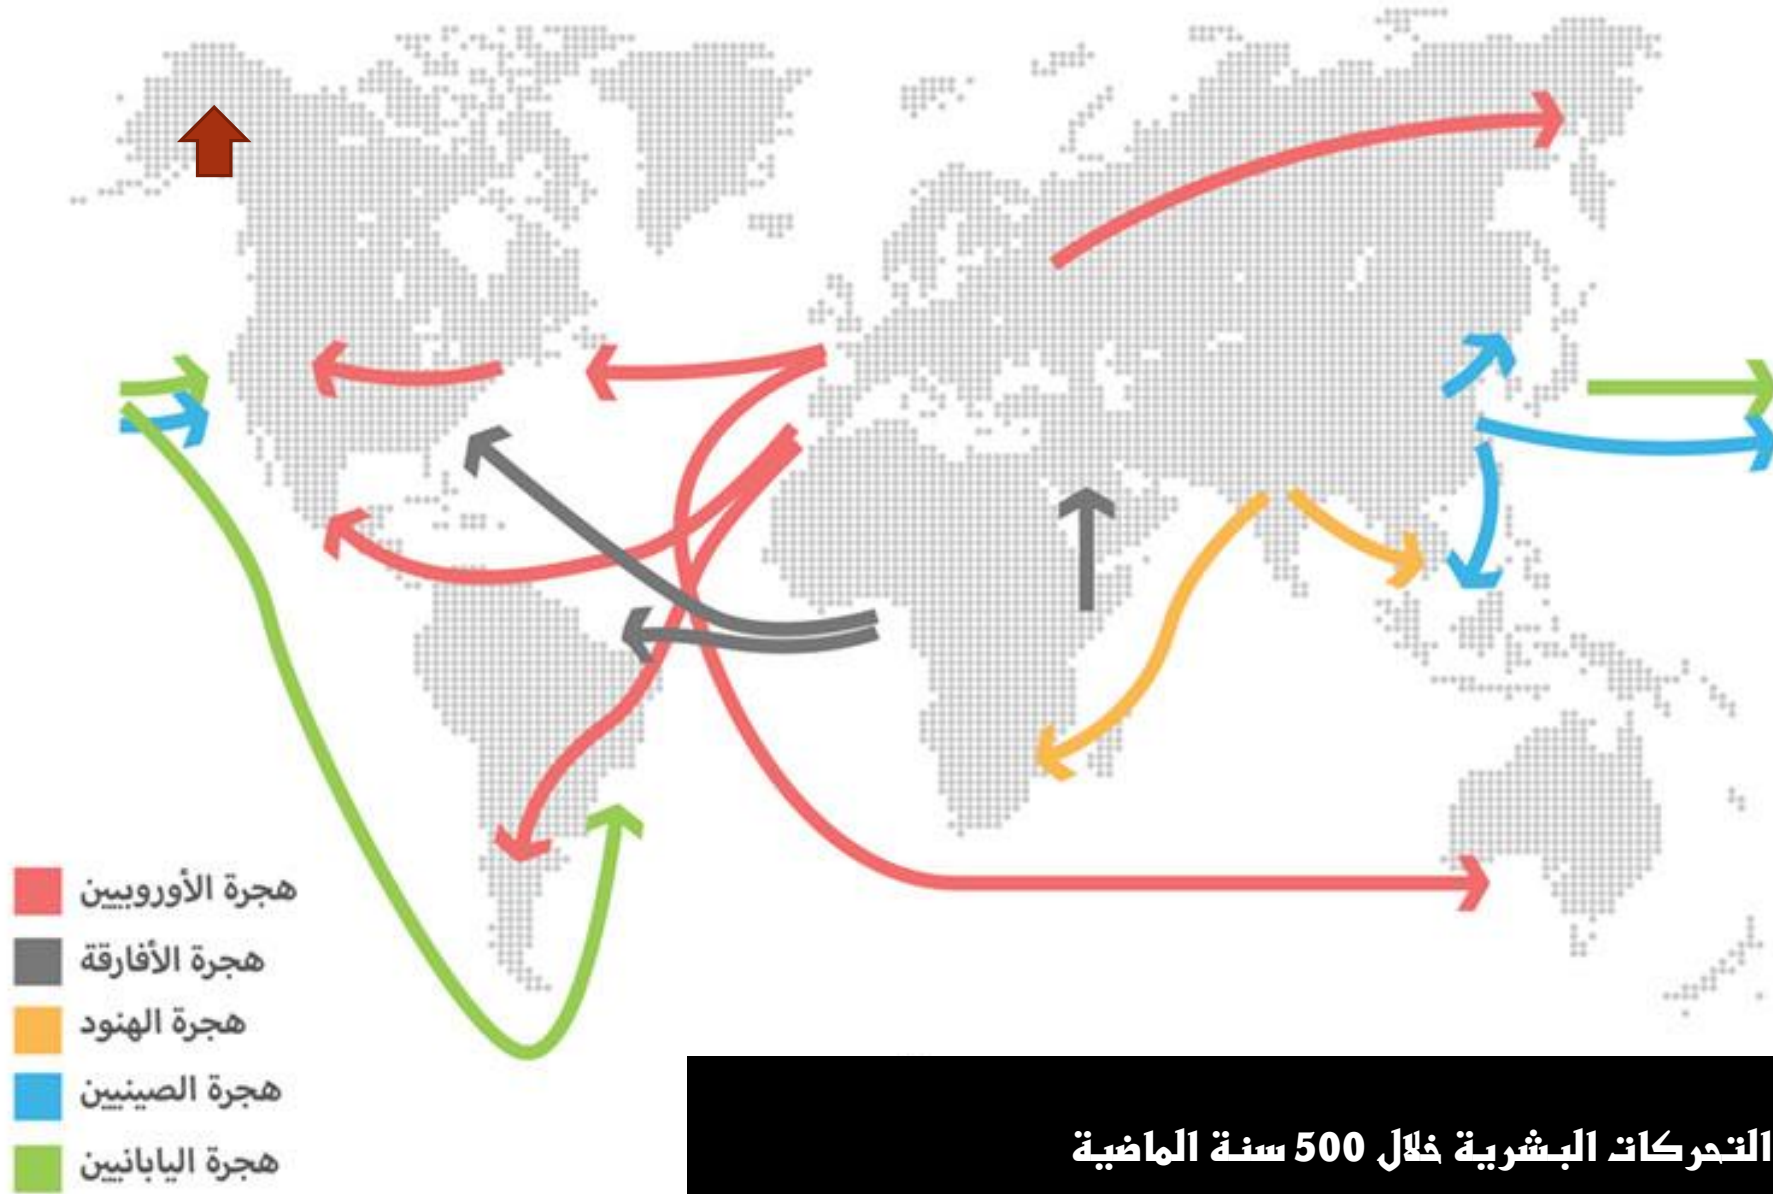 هجرة الأوروبيين
هجرة الأفارقة
هجرة الهنود
هجرة الصينيين
هجرة اليابانيين
التحركات البشرية خلال 500 سنة الماضية